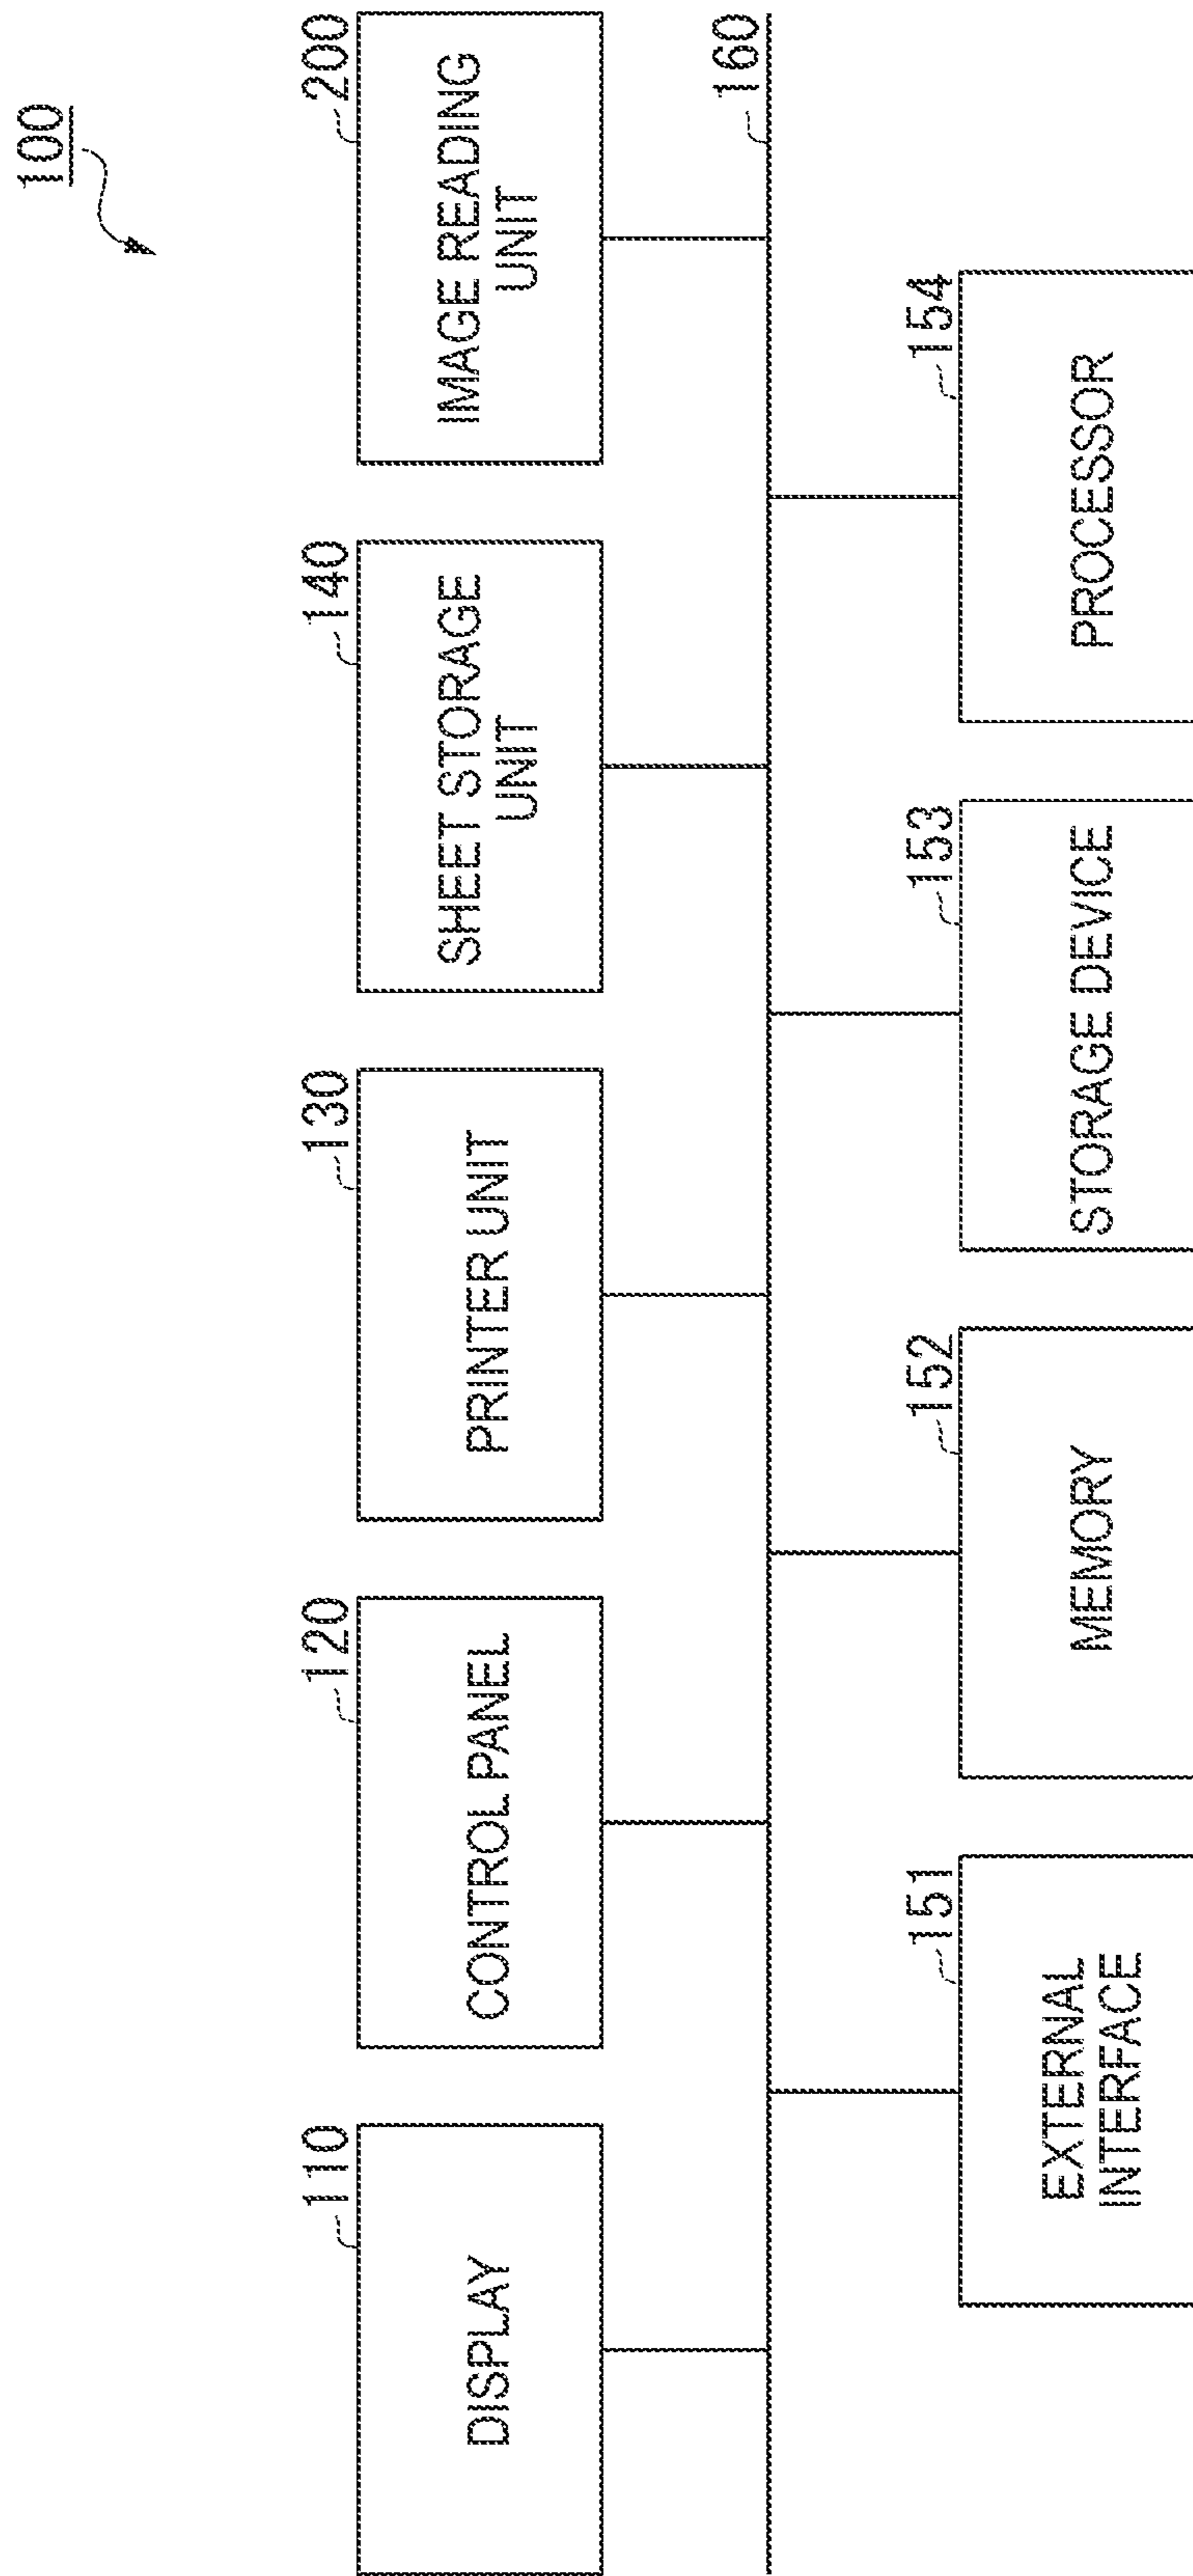 100
110
DISPLAY
120
CONTROL PANEL
130
PRINTER UNIT
140
SHEET STORAGE
UNIT
200
IMAGE READING
UNIT
160
151
EXTERNAL
INTERFACE
152
MEMORY
153
STORAGE DEVICE
154
PROCESSOR